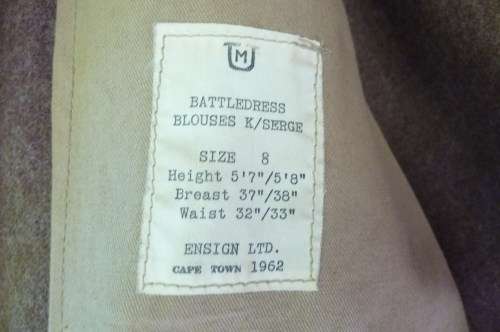 U
M
BATTLEDRESS
BLOUSES K/SERGE
SIZE 8
Height 5'7"/5'8"
Breast 37"/38"
Waist 32"/33"
ENSIGN LTD.
CAPE TOWN 1962